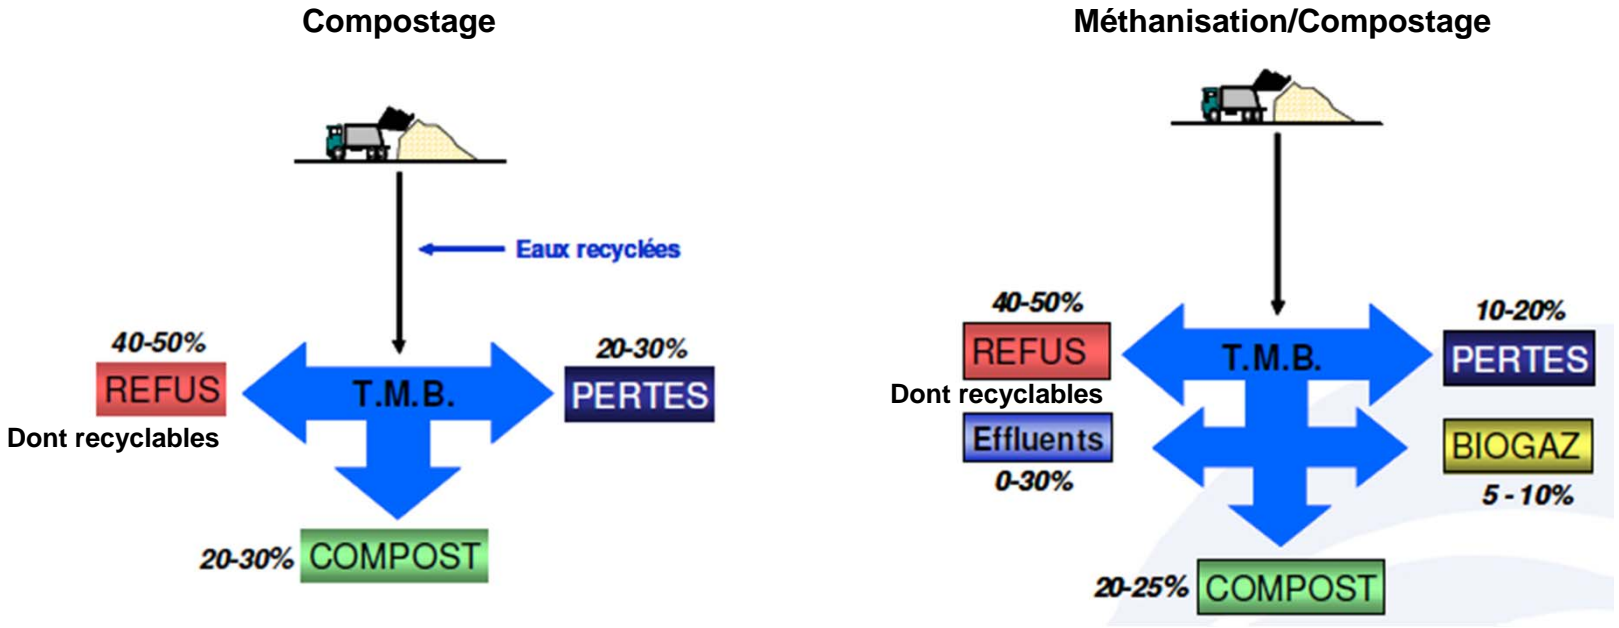 Compostage
Eaux recyclées
40-50%
REFUS
Dont recyclables
T.M.B.
20-30%
PERTES
20-30%
COMPOST
Méthanisation/Compostage
40-50%
REFUS
Dont recyclables
Effluents
0-30%
T.M.B.
10-20%
PERTES
BIOGAZ
5 - 10%
20-25%
COMPOST